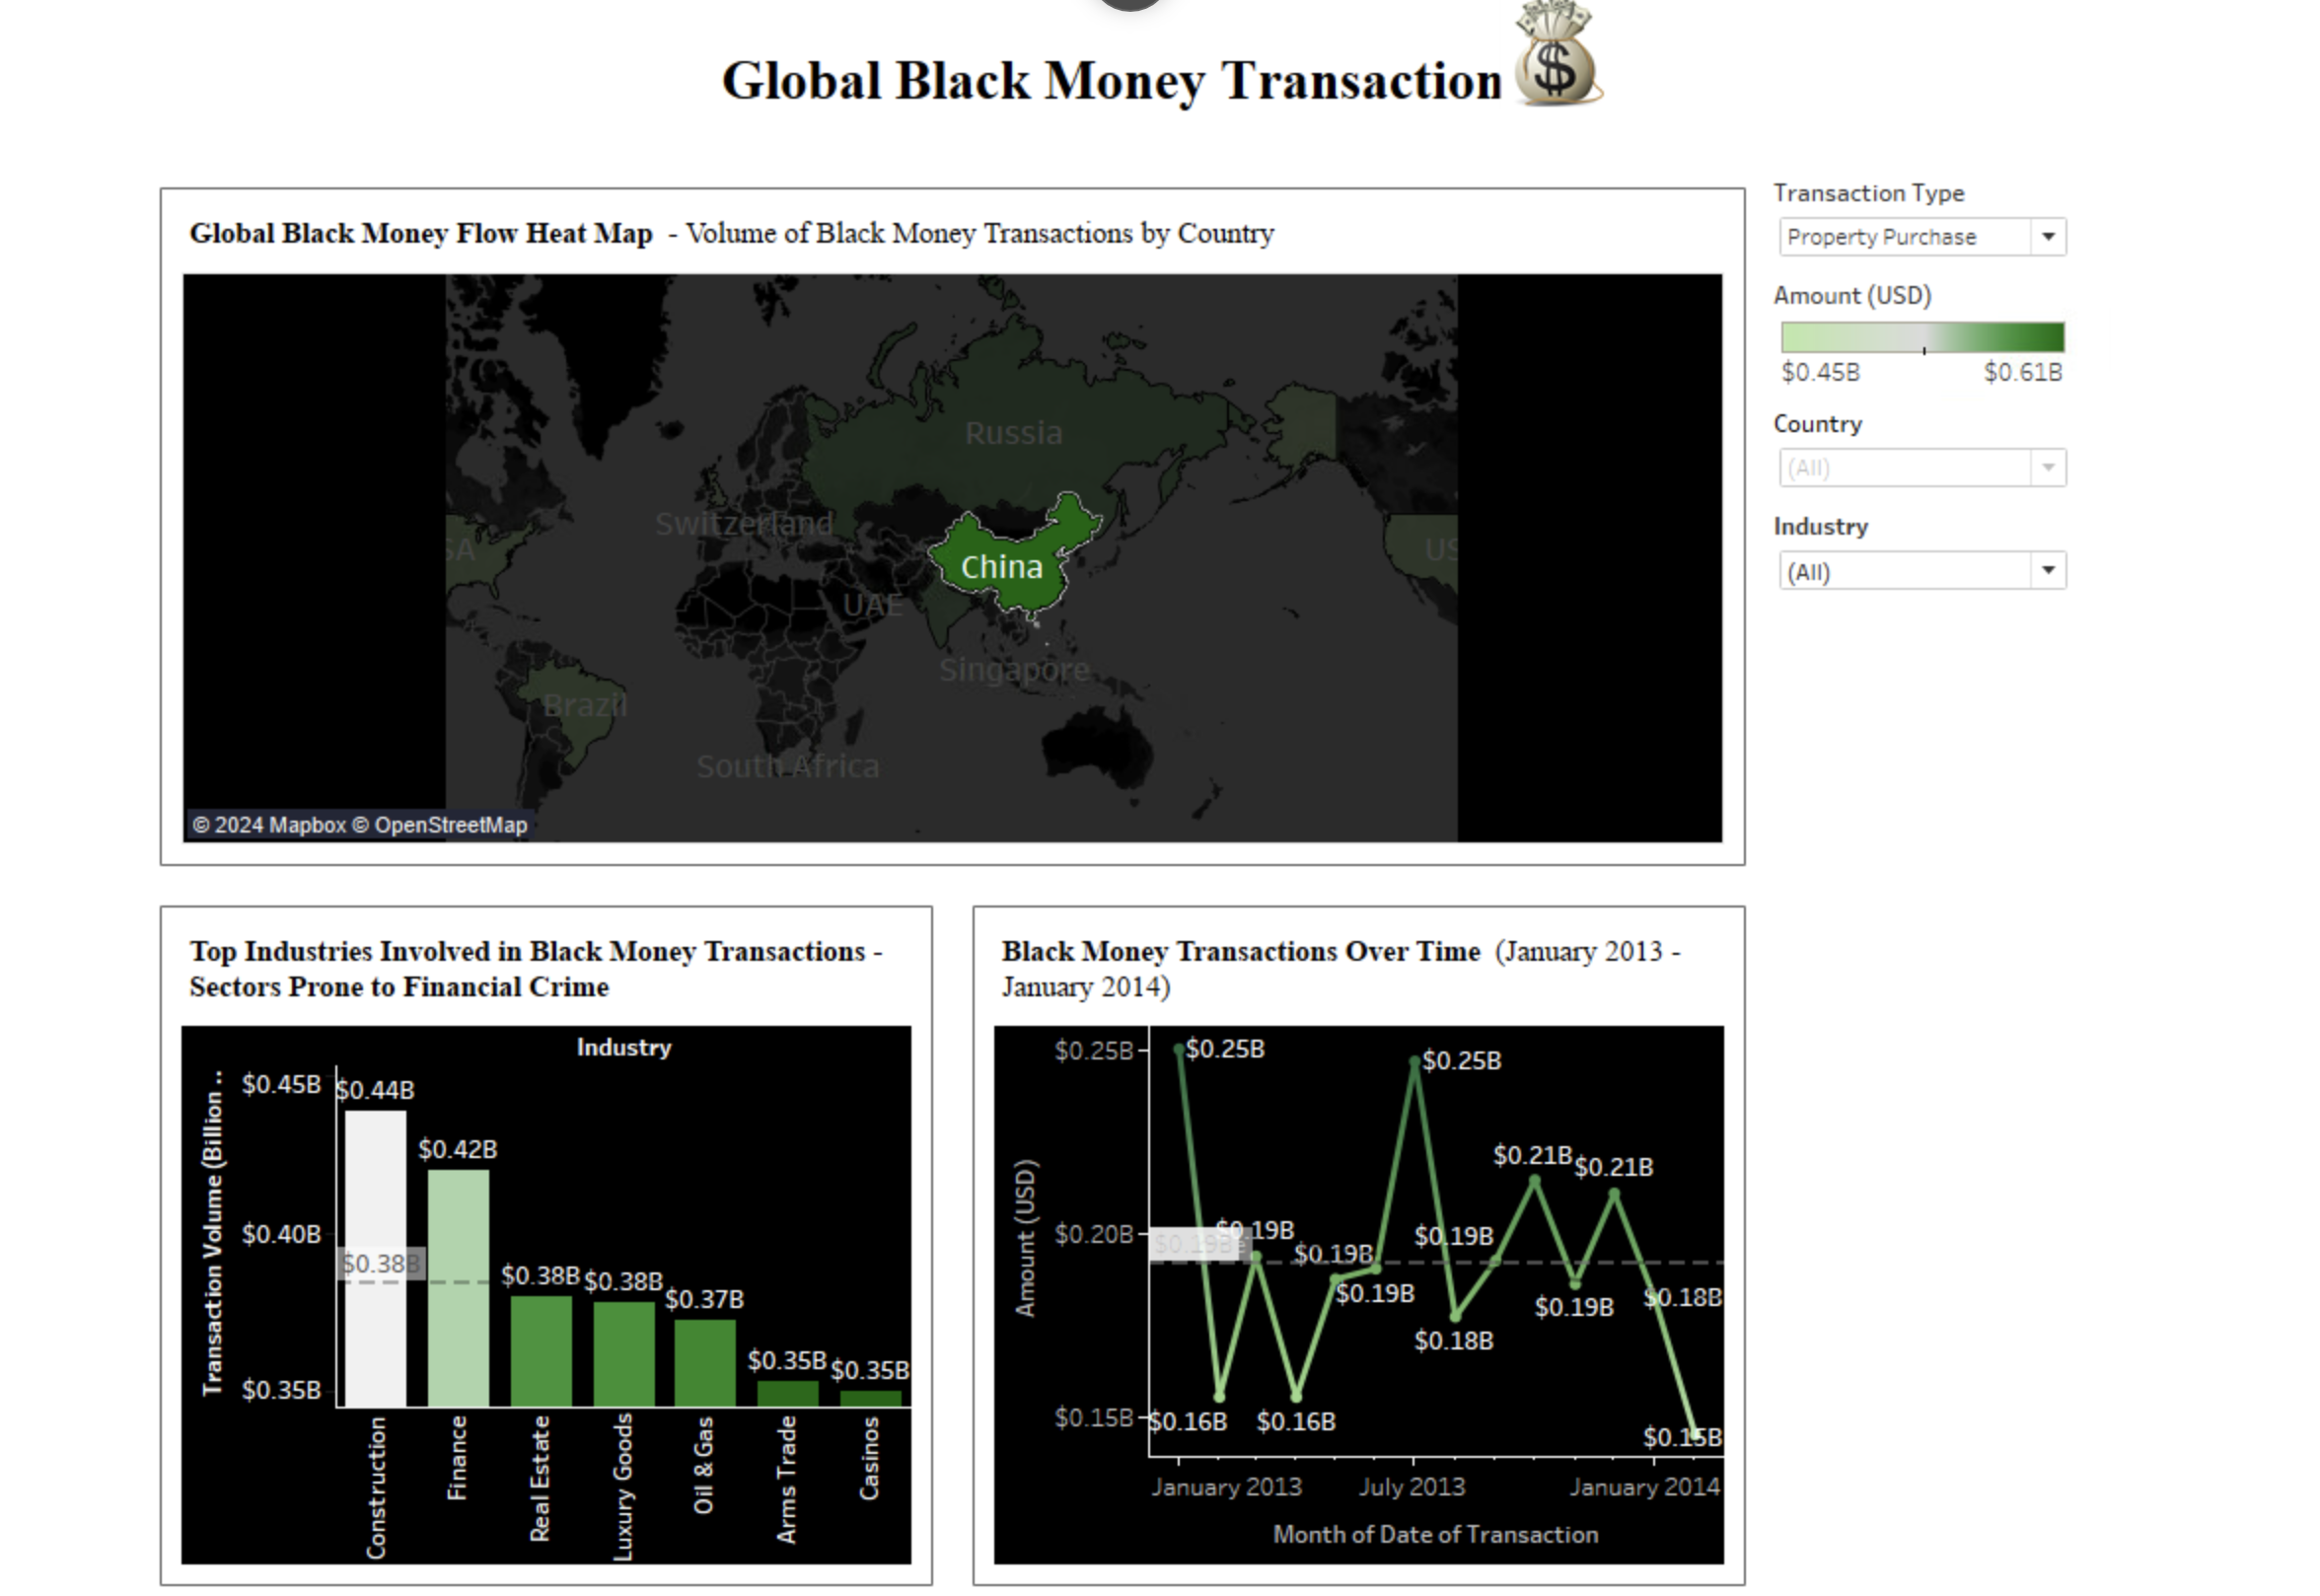 Global Black Money Transaction
$
Global Black Money Flow Heat Map - Volume of Black Money Transactions by Country
Transaction Type
Property Purchase
Amount (USD)
$0.45B $0.61B
Country
(All)
Industry
(All)
Russia
Switzerland
SA
China
US
UAE
Singapore
Brazil
South Africa
© 2024 Mapbox © OpenStreetMap
Top Industries Involved in Black Money Transactions -
Sectors Prone to Financial Crime
Industry
Transaction Volume (Billion ..
$0.45B
$0.40B
$0.35B
$0.44B
$0.42B
$0.38B
$0.38B
$0.38B
$0.37B
$0.35B
$0.35B
Construction
Finance
Real Estate
Luxury Goods
Oil & Gas
Arms Trade
Casinos
Black Money Transactions Over Time (January 2013 -
January 2014)
Amount (USD)
$0.25B
$0.20B
$0.15B
$0.25B
$0.16B
$0.19B
$0.19B
$0.16B
$0.19B
$0.19B
$0.25B
$0.18B
$0.19B
$0.21B
$0.19B
$0.21B
$0.18B
$0.15B
January 2013 July 2013 January 2014
Month of Date of Transaction